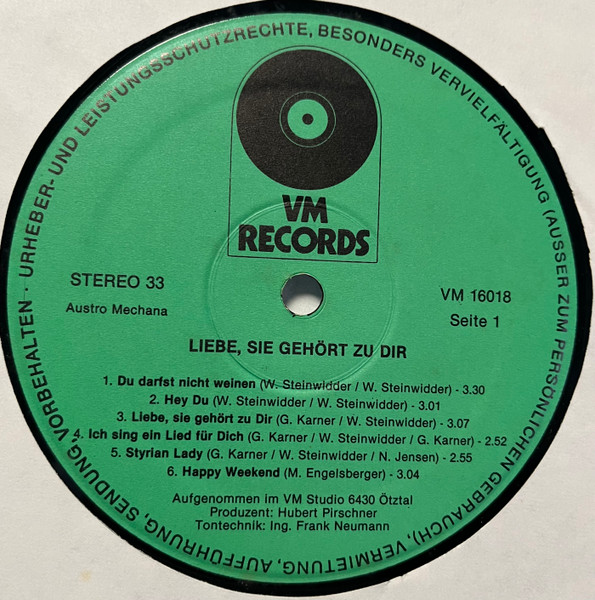 URHEBER- UND LEISTUNGSSCHUTZRECHTE, BESONDERS VERVIELFÄLTIGUNG (AUSSER ZUM PERSÖNLICHEN GEBRAUCH), VERMIETUNG, AUFFÜHRUNG, SENDUNG VORBEHALTEN ·
VM
RECORDS
STEREO 33
Austro Mechana
VM 16018
Seite 1
LIEBE, SIE GEHÖRT ZU DIR
1. Du darfst nicht weinen (W. Steinwidder / W. Steinwidder) - 3.30
2. Hey Du (W. Steinwidder / W. Steinwidder) - 3.01
3. Liebe, sie gehört zu Dir (G. Karner / W. Steinwidder) - 3.07
4. Ich sing ein Lied für Dich (G. Karner / W. Steinwidder / G. Karner) - 2.52
5. Styrian Lady (G. Karner / W. Steinwidder / N. Jensen) - 2.55
6. Happy Weekend (M. Engelsberger) - 3.04
Aufgenommen im VM Studio 6430 Ötztal
Produzent: Hubert Pirschner
Tontechnik: Ing. Frank Neumann